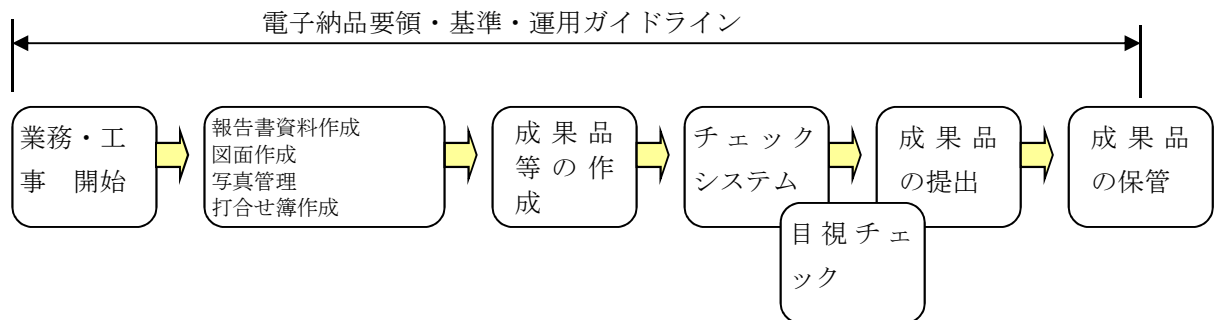 電子納品要領・基準・運用ガイドライン
業務・工
事 開始
報告書資料作成
図面作成
写真管理
打合せ簿作成
成果品
等の作
成
チェック
システム
目視チェ
ック
成果品
の提出
成果品
の保管